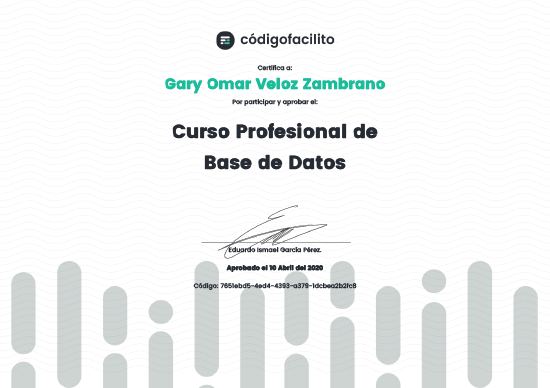 códigofacilito
Certifica a:
Gary Omar Veloz Zambrano
Por participar y aprobar el:
Curso Profesional de
Base de Datos
Eduardo Ismael García Pérez.
Aprobado el 10 Abril del 2020
Código: 7651ebd5-4ed4-4393-a379-1dcbea2b2fc8